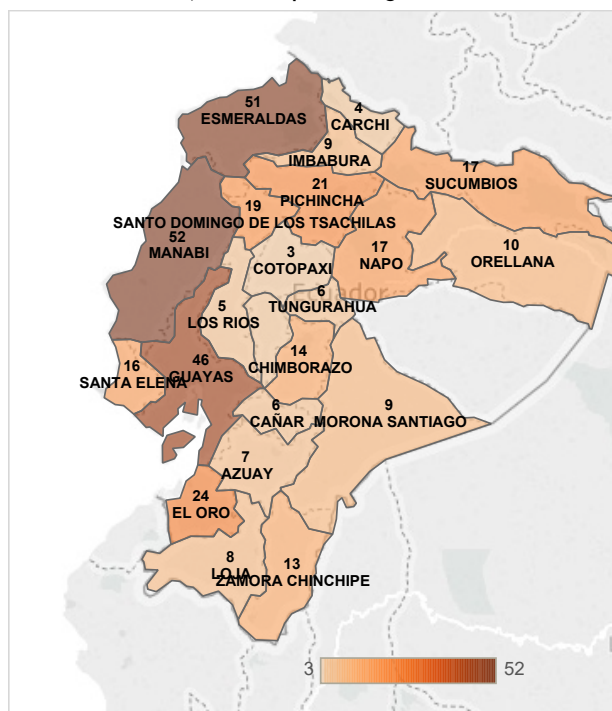 51
ESMERALDAS
4
CARCHI
9
IMBABURA
17
SUCUMBIOS
21
PICHINCHA
19
SANTO DOMINGO DE LOS TSACHILAS
52
MANABI
17
NAPO
10
ORELLANA
3
COTOPAXI
Ecuador
6
TUNGURAHUA
5
LOS RIOS
14
CHIMBORAZO
16
SANTA ELENA
46
GUAYAS
6
CAÑAR
9
MORONA SANTIAGO
7
AZUAY
24
EL ORO
8
LOJA
13
ZAMORA CHINCHIPE
3 52